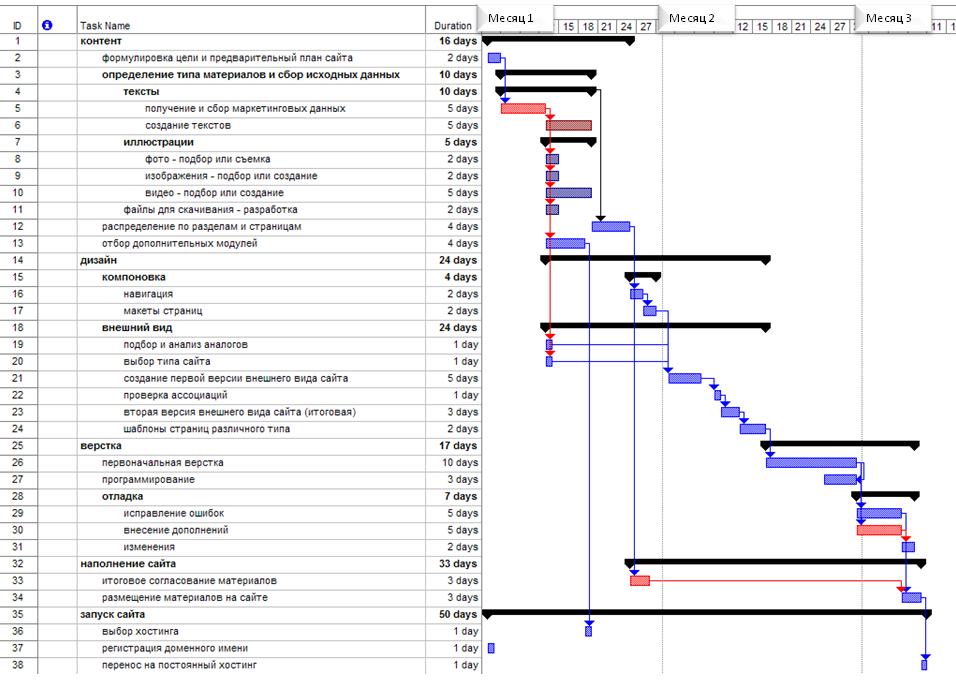 Месяц 1 Месяц 2 Месяц 3
ID Task Name Duration 15 18 21 24 27 12 15 18 21 24 27 11 1
1 контент 16 days
2 формулировка цели и предварительный план сайта 2 days
3 определение типа материалов и сбор исходных данных 10 days
4 тексты 10 days
5 получение и сбор маркетинговых данных 5 days
6 создание текстов 5 days
7 иллюстрации 5 days
8 фото - подбор или съемка 2 days
9 изображения - подбор или создание 2 days
10 видео - подбор или создание 5 days
11 файлы для скачивания - разработка 2 days
12 распределение по разделам и страницам 4 days
13 отбор дополнительных модулей 4 days
14 дизайн 24 days
15 компоновка 4 days
16 навигация 2 days
17 макеты страниц 2 days
18 внешний вид 24 days
19 подбор и анализ аналогов 1 day
20 выбор типа сайта 1 day
21 создание первой версии внешнего вида сайта 5 days
22 проверка ассоциаций 1 day
23 вторая версия внешнего вида сайта (итоговая) 3 days
24 шаблоны страниц различного типа 2 days
25 верстка 17 days
26 первоначальная верстка 10 days
27 программирование 3 days
28 отладка 7 days
29 исправление ошибок 5 days
30 внесение дополнений 5 days
31 изменения 2 days
32 наполнение сайта 33 days
33 итоговое согласование материалов 3 days
34 размещение материалов на сайте 3 days
35 запуск сайта 50 days
36 выбор хостинга 1 day
37 регистрация доменного имени 1 day
38 перенос на постоянный хостинг 1 day